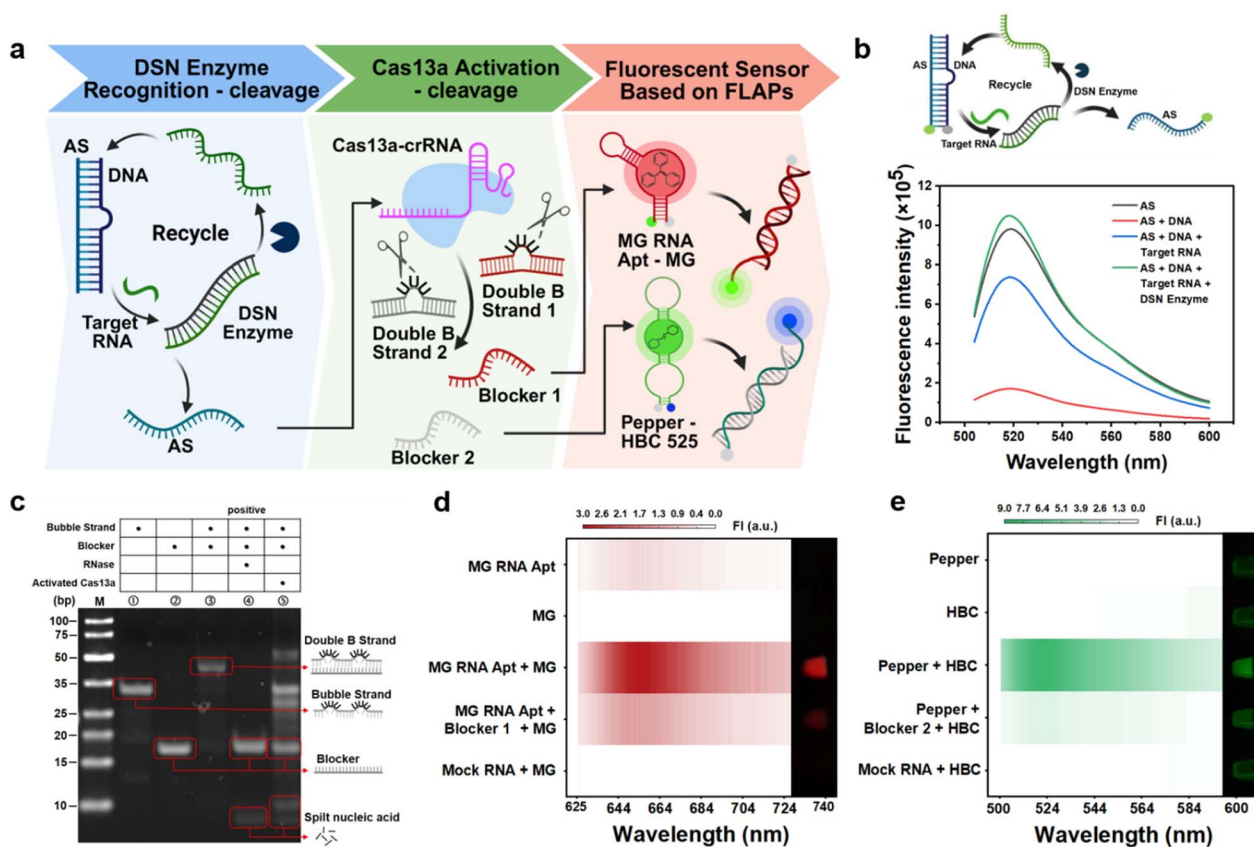 a
DSN Enzyme
Recognition - cleavage
Cas13a Activation
- cleavage
Fluorescent Sensor
Based on FLAPs
AS
DNA
Recycle
Target
RNA
DSN
Enzyme
AS
Cas13a-crRNA
Double B
Strand 1
Double B
Strand 2
Blocker 1
Blocker 2
MG RNA
Apt - MG
Pepper -
HBC 525
b
AS
DNA
Recycle
DSN Enzyme
Target RNA
AS
Fluorescence intensity (×10⁵)
12
10
8
6
4
2
0
AS
AS + DNA
AS + DNA +
Target RNA
AS + DNA +
Target RNA +
DSN Enzyme
500 520 540 560 580 600
Wavelength (nm)
c
positive
Bubble Strand
Blocker
RNase
Activated Cas13a
(bp) M ① ② ③ ④ ⑤
100
75
50
35
25
20
15
10
Double B Strand
Bubble Strand
Blocker
Spilt nucleic acid
d
3.0 2.6 2.1 1.7 1.3 0.4 0.0
FI (a.u.)
MG RNA Apt
MG
MG RNA Apt + MG
MG RNA Apt +
Blocker 1 + MG
Mock RNA + MG
625 644 664 684 704 724 740
Wavelength (nm)
e
9.0 7.7 6.4 5.1 3.9 2.6 1.3 0.0
FI (a.u.)
Pepper
HBC
Pepper + HBC
Pepper +
Blocker 2 + HBC
Mock RNA + HBC
500 524 544 564 584 600
Wavelength (nm)